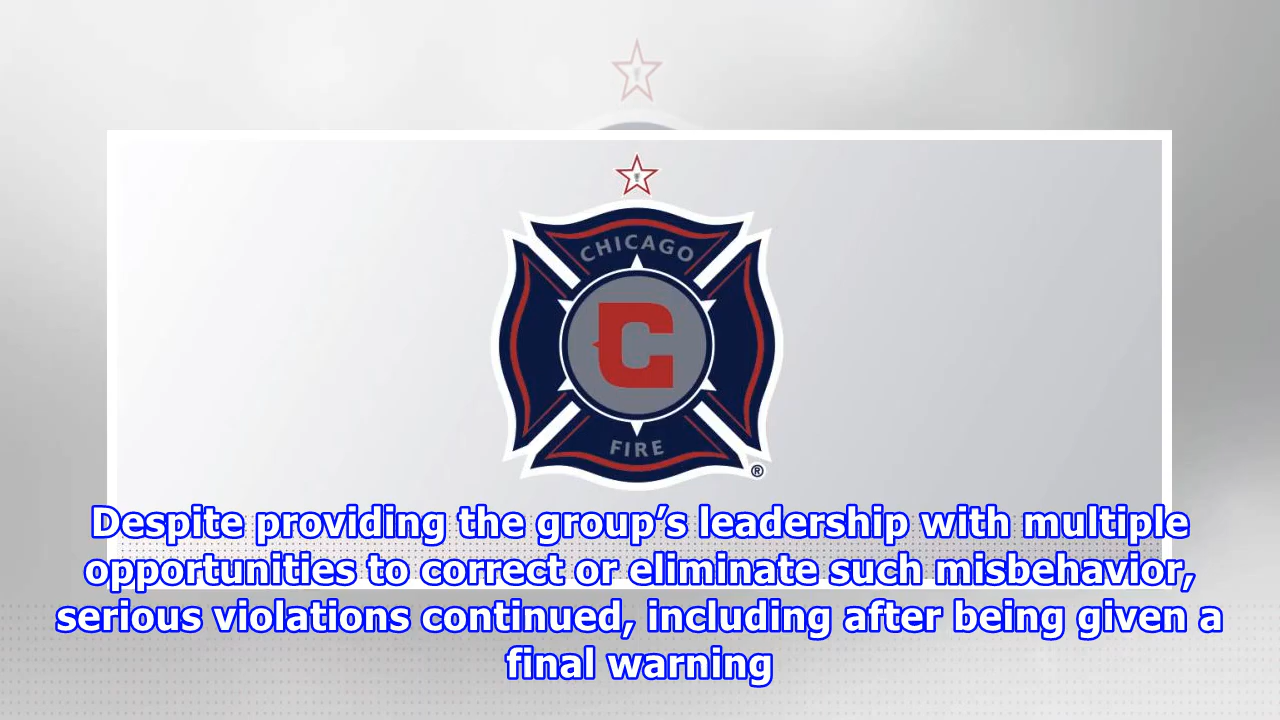 CHICAGO
C
FIRE
®
Despite providing the group’s leadership with multiple
opportunities to correct or eliminate such misbehavior,
serious violations continued, including after being given a
final warning